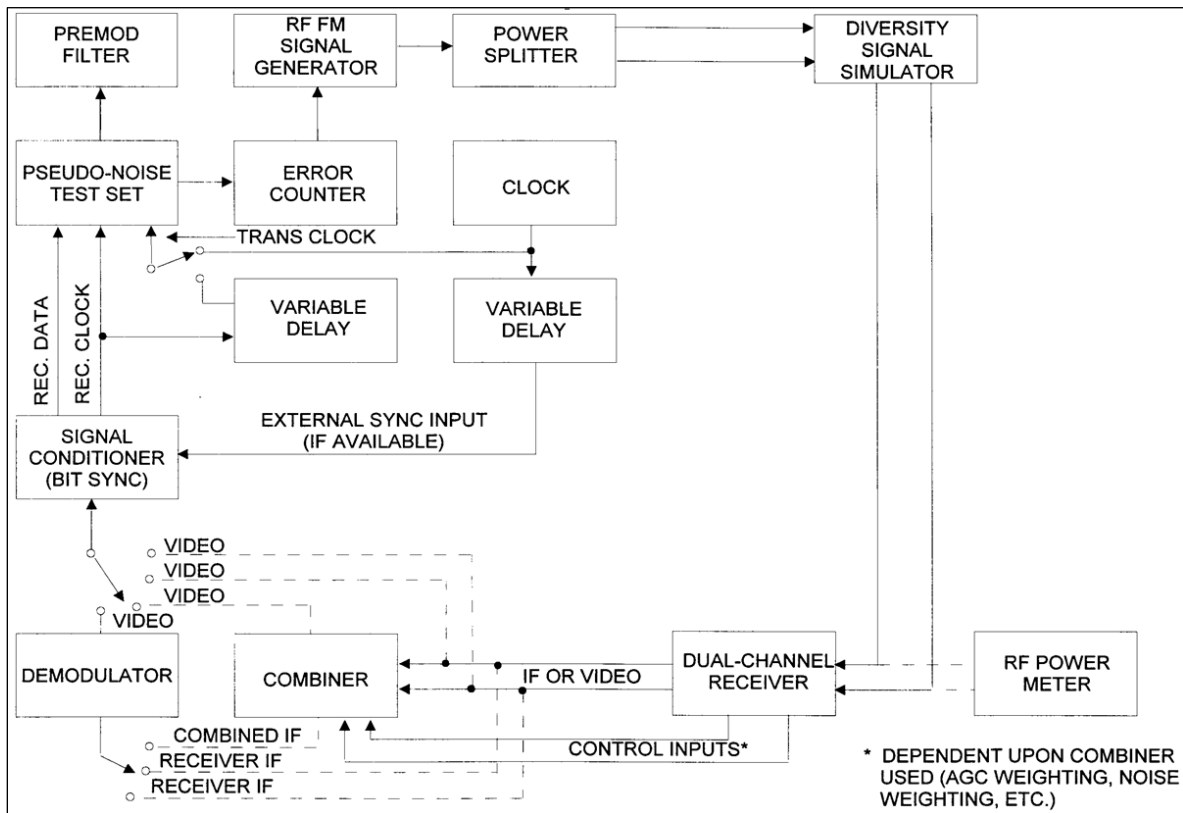 PREMOD
FILTER
RF FM
SIGNAL
GENERATOR
POWER
SPLITTER
DIVERSITY
SIGNAL
SIMULATOR
PSEUDO-NOISE
TEST SET
ERROR
COUNTER
CLOCK
TRANS CLOCK
REC. DATA
REC. CLOCK
VARIABLE
DELAY
VARIABLE
DELAY
EXTERNAL SYNC INPUT
(IF AVAILABLE)
SIGNAL
CONDITIONER
(BIT SYNC)
VIDEO
VIDEO
VIDEO
VIDEO
DEMODULATOR
COMBINER
IF OR VIDEO
DUAL-CHANNEL
RECEIVER
RF POWER
METER
COMBINED IF
RECEIVER IF
RECEIVER IF
CONTROL INPUTS*
* DEPENDENT UPON COMBINER
USED (AGC WEIGHTING, NOISE
WEIGHTING, ETC.)